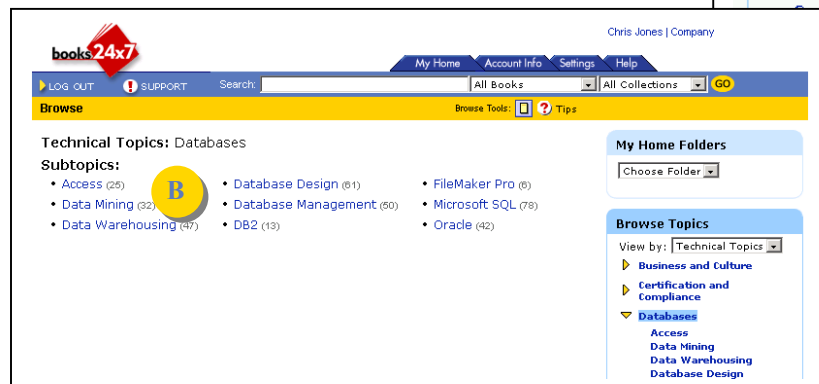 Chris Jones | Company
books24x7
My Home Account Info Settings Help
LOG OUT ! SUPPORT Search: All Books All Collections GO
Browse Browse Tools: ? Tips
Technical Topics: Databases
Subtopics:
• Access (25) • Database Design (61) • FileMaker Pro (6)
• Data Mining (32) • Database Management (50) • Microsoft SQL (78)
• Data Warehousing (47) • DB2 (13) • Oracle (42)
B
My Home Folders
Choose Folder
Browse Topics
View by: Technical Topics
Business and Culture
Certification and
Compliance
Databases
Access
Data Mining
Data Warehousing
Database Design